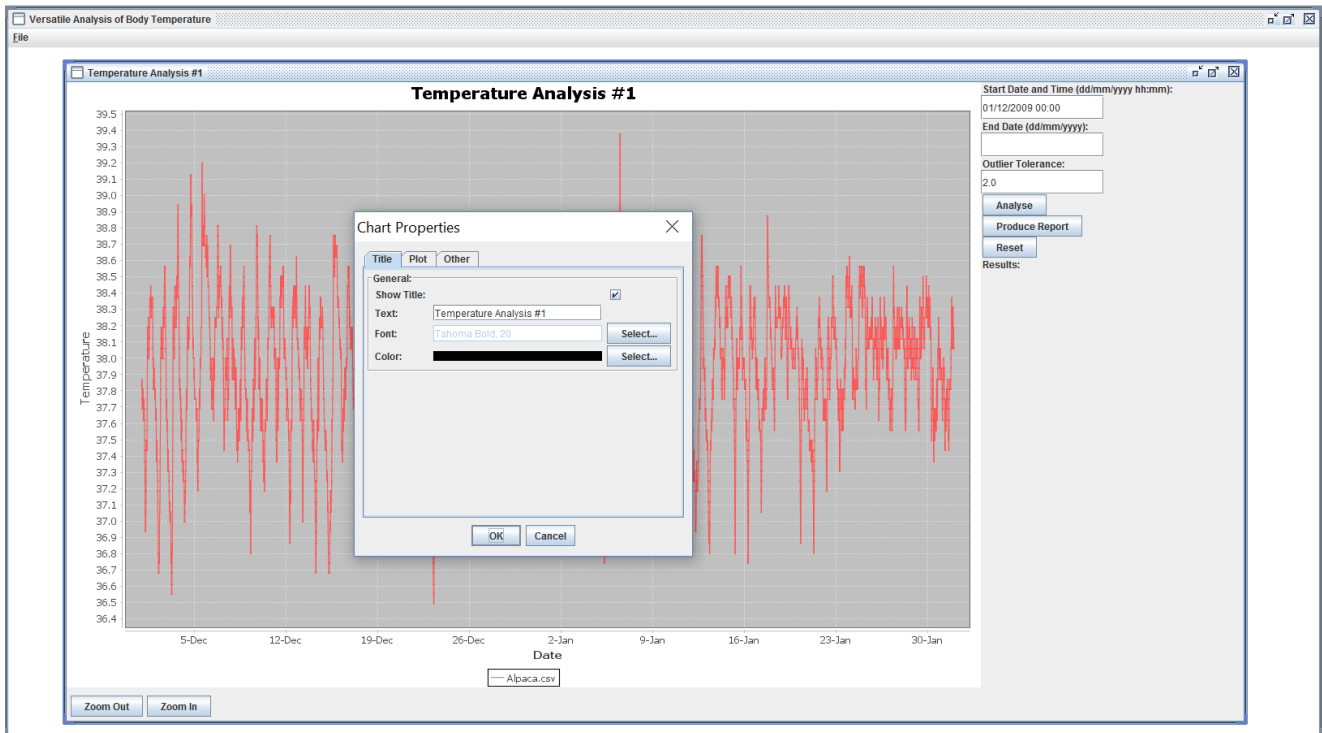 Versatile Analysis of Body Temperature
File
Temperature Analysis #1
Temperature Analysis #1
Start Date and Time (dd/mm/yyyy hh:mm):
01/12/2009 00:00
End Date (dd/mm/yyyy):
Outlier Tolerance:
2.0
Analyse
Produce Report
Reset
Results:
39.5
39.4
39.3
39.2
39.1
39.0
38.9
38.8
38.7
38.6
38.5
38.4
38.3
38.2
38.1
38.0
37.9
37.8
37.7
37.6
37.5
37.4
37.3
37.2
37.1
37.0
36.9
36.8
36.7
36.6
36.5
36.4
Temperature
Chart Properties
Title Plot Other
General:
Show Title:
Text: Temperature Analysis #1
Font: Tahoma Bold, 20 Select...
Color: Select...
OK Cancel
5-Dec 12-Dec 19-Dec 26-Dec 2-Jan 9-Jan 16-Jan 23-Jan 30-Jan
Date
Alpaca.csv
Zoom Out Zoom In